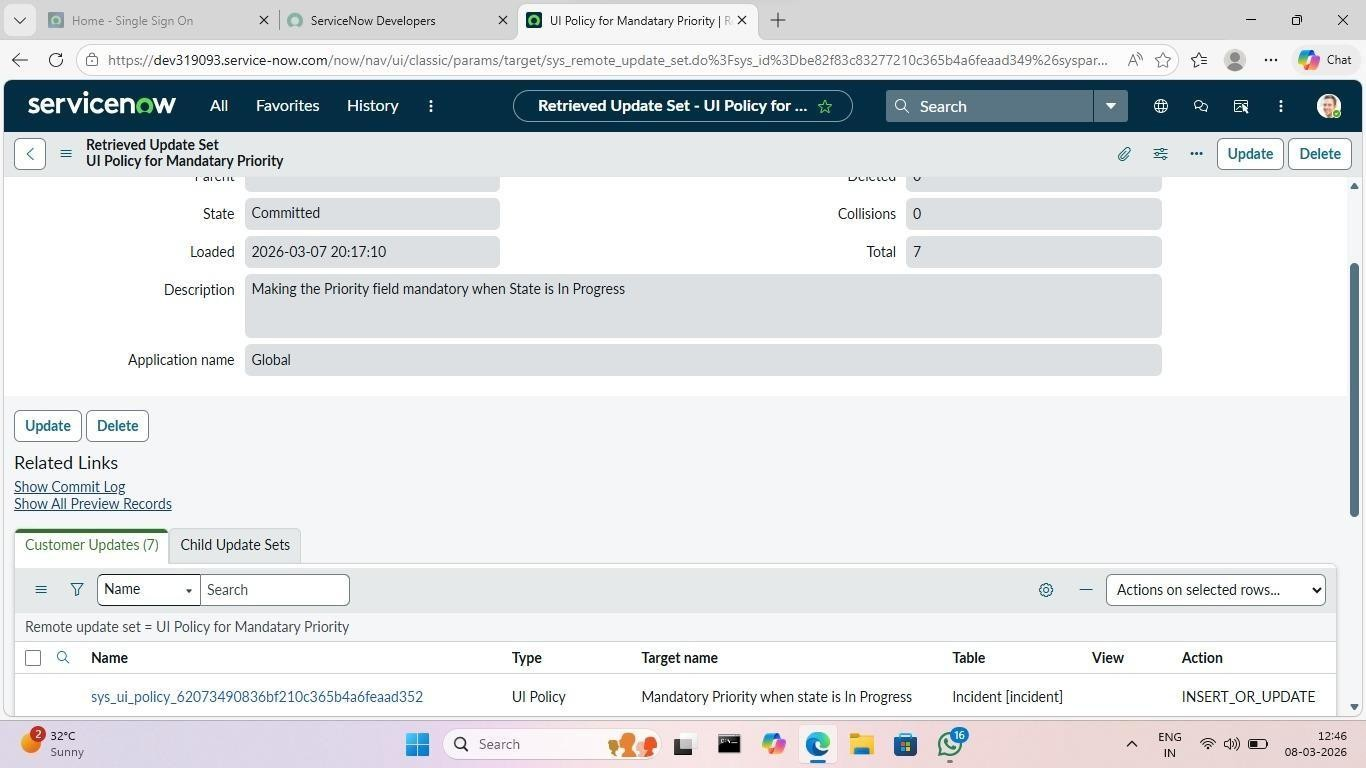 Home - Single Sign On
ServiceNow Developers
UI Policy for Mandatary Priority | R
https://dev319093.service-now.com/now/nav/ui/classic/params/target/sys_remote_update_set.do%3Fsys_id%3Dbe82f83c83277210c365b4a6feaad349%26syspar...
Chat
servicenow
All
Favorites
History
Retrieved Update Set - UI Policy for ...
Search
Retrieved Update Set
UI Policy for Mandatary Priority
Update
Delete
Parent
Deleted 0
State Committed
Collisions 0
Loaded 2026-03-07 20:17:10
Total 7
Description Making the Priority field mandatory when State is In Progress
Application name Global
Update
Delete
Related Links
Show Commit Log
Show All Preview Records
Customer Updates (7)
Child Update Sets
Name
Search
Actions on selected rows...
Remote update set = UI Policy for Mandatary Priority
Name Type Target name Table View Action
sys_ui_policy_62073490836bf210c365b4a6feaad352 UI Policy Mandatory Priority when state is In Progress Incident [incident] INSERT_OR_UPDATE
2
32°C
Sunny
Search
16
ENG
IN
12:46
08-03-2026